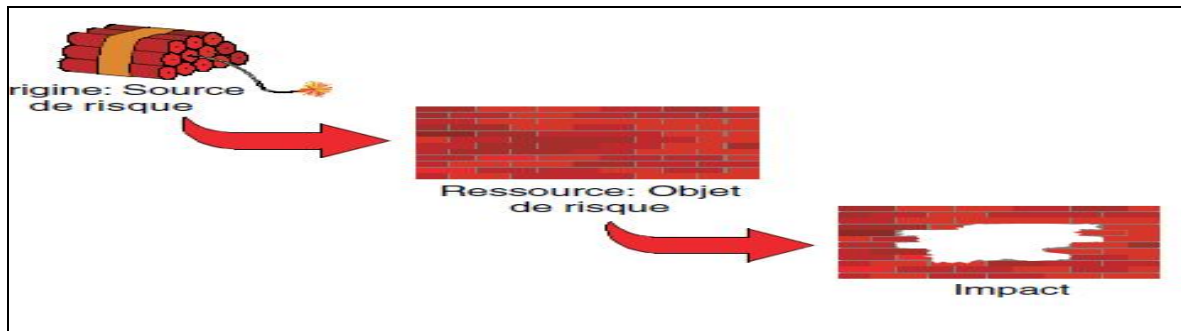 rigine: Source
de risque
Ressource: Objet
de risque
Impact